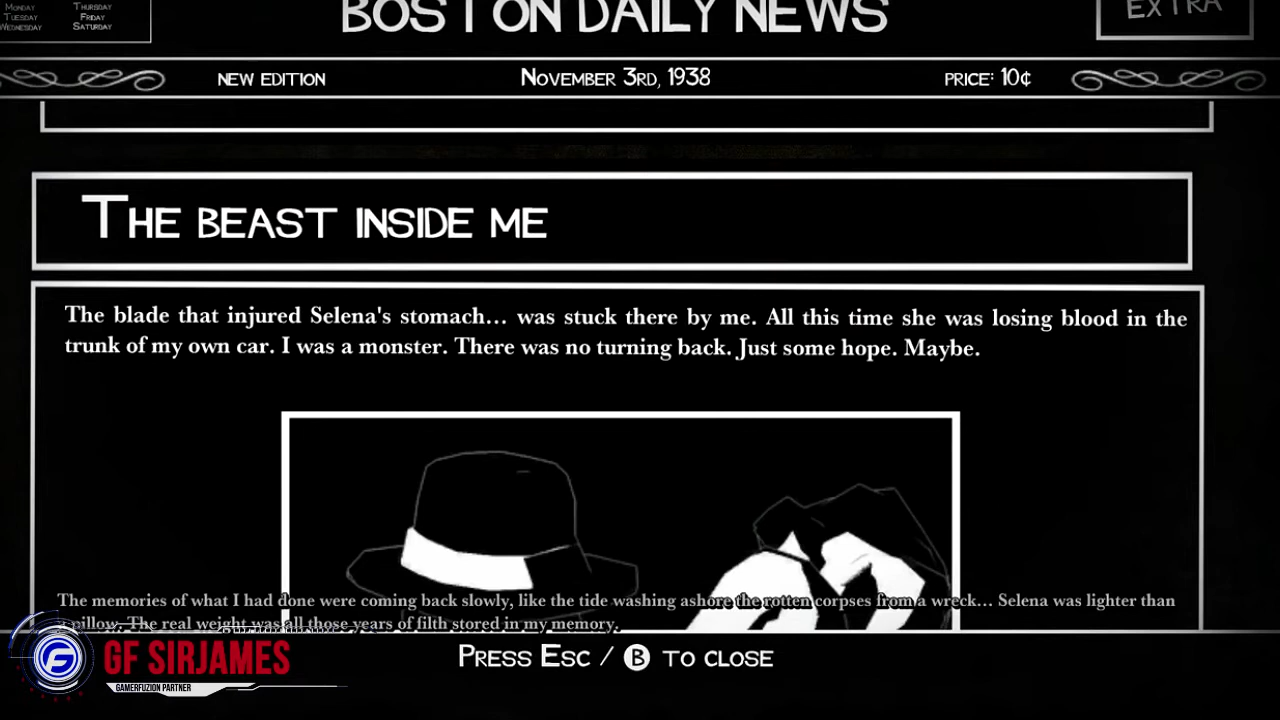 MONDAY THURSDAY
TUESDAY FRIDAY
WEDNESDAY SATURDAY
BOSTON DAILY NEWS
EXTRA
NEW EDITION NOVEMBER 3RD, 1938 PRICE: 10¢
THE BEAST INSIDE ME
The blade that injured Selena's stomach... was stuck there by me. All this time she was losing blood in the
trunk of my own car. I was a monster. There was no turning back. Just some hope. Maybe.
The memories of what I had done were coming back slowly, like the tide washing ashore the rotten corpses from a wreck... Selena was lighter than
a pillow. The real weight was all those years of filth stored in my memory.
GF SIRJAMES
GAMERFUZION PARTNER
PRESS ESC / B TO CLOSE